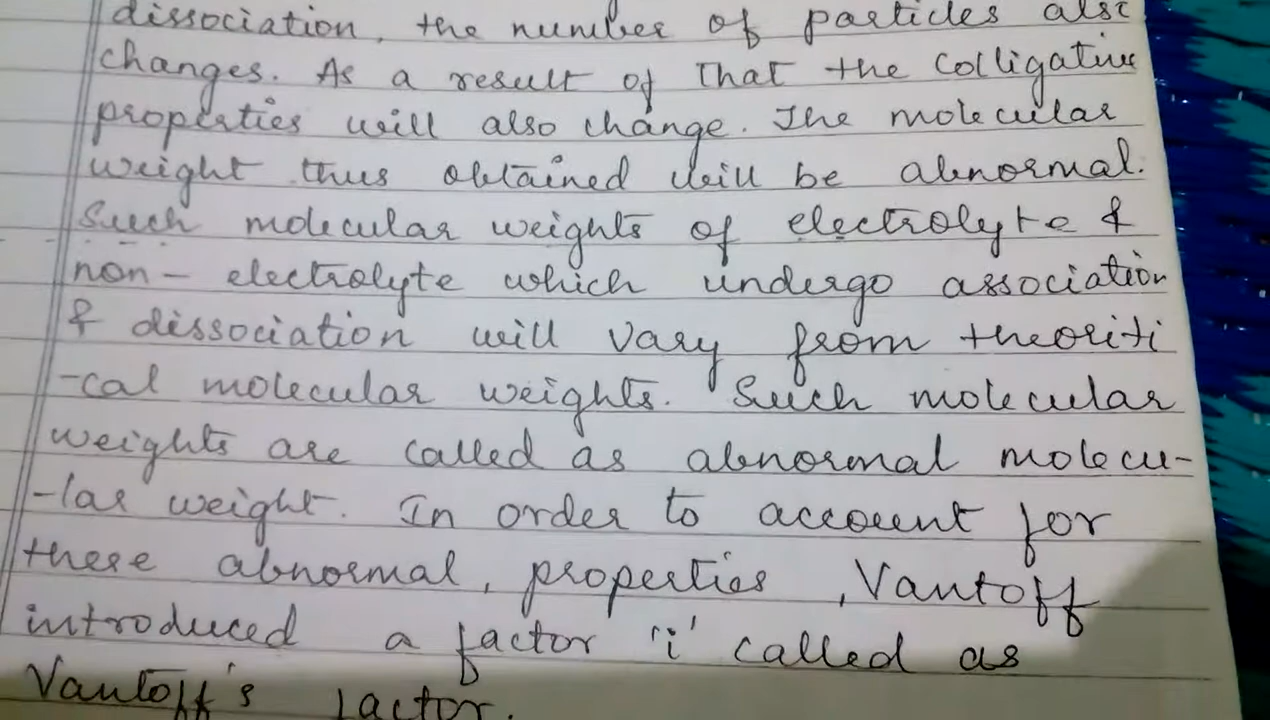 dissociation, the number of particles also
changes. As a result of that the colligative
properties will also change. The molecular
weight thus obtained will be abnormal.
Such molecular weights of electrolyte &
non- electrolyte which undergo association
& dissociation will vary from theoriti
-cal molecular weights. Such molecular
weights are called as abnormal molecu-
-lar weight. In order to account for
these abnormal, properties, Vantoff
introduced a factor 'i' called as
Vantoff's factor.